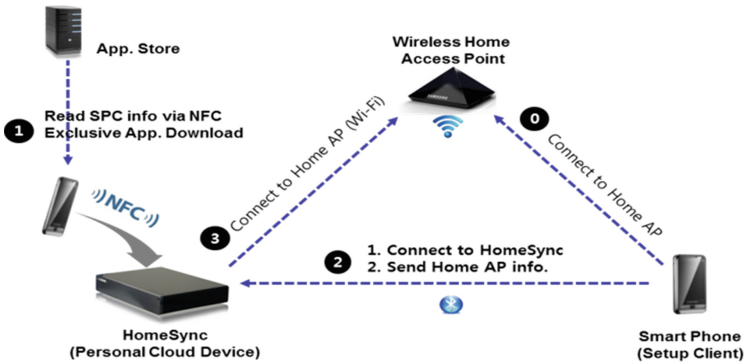 App. Store
Wireless Home
Access Point
1
Read SPC info via NFC
Exclusive App. Download
0
Connect to Home AP
Connect to Home AP (Wi-Fi)
NFC
3
2
1. Connect to HomeSync
2. Send Home AP info.
HomeSync
(Personal Cloud Device)
Smart Phone
(Setup Client)